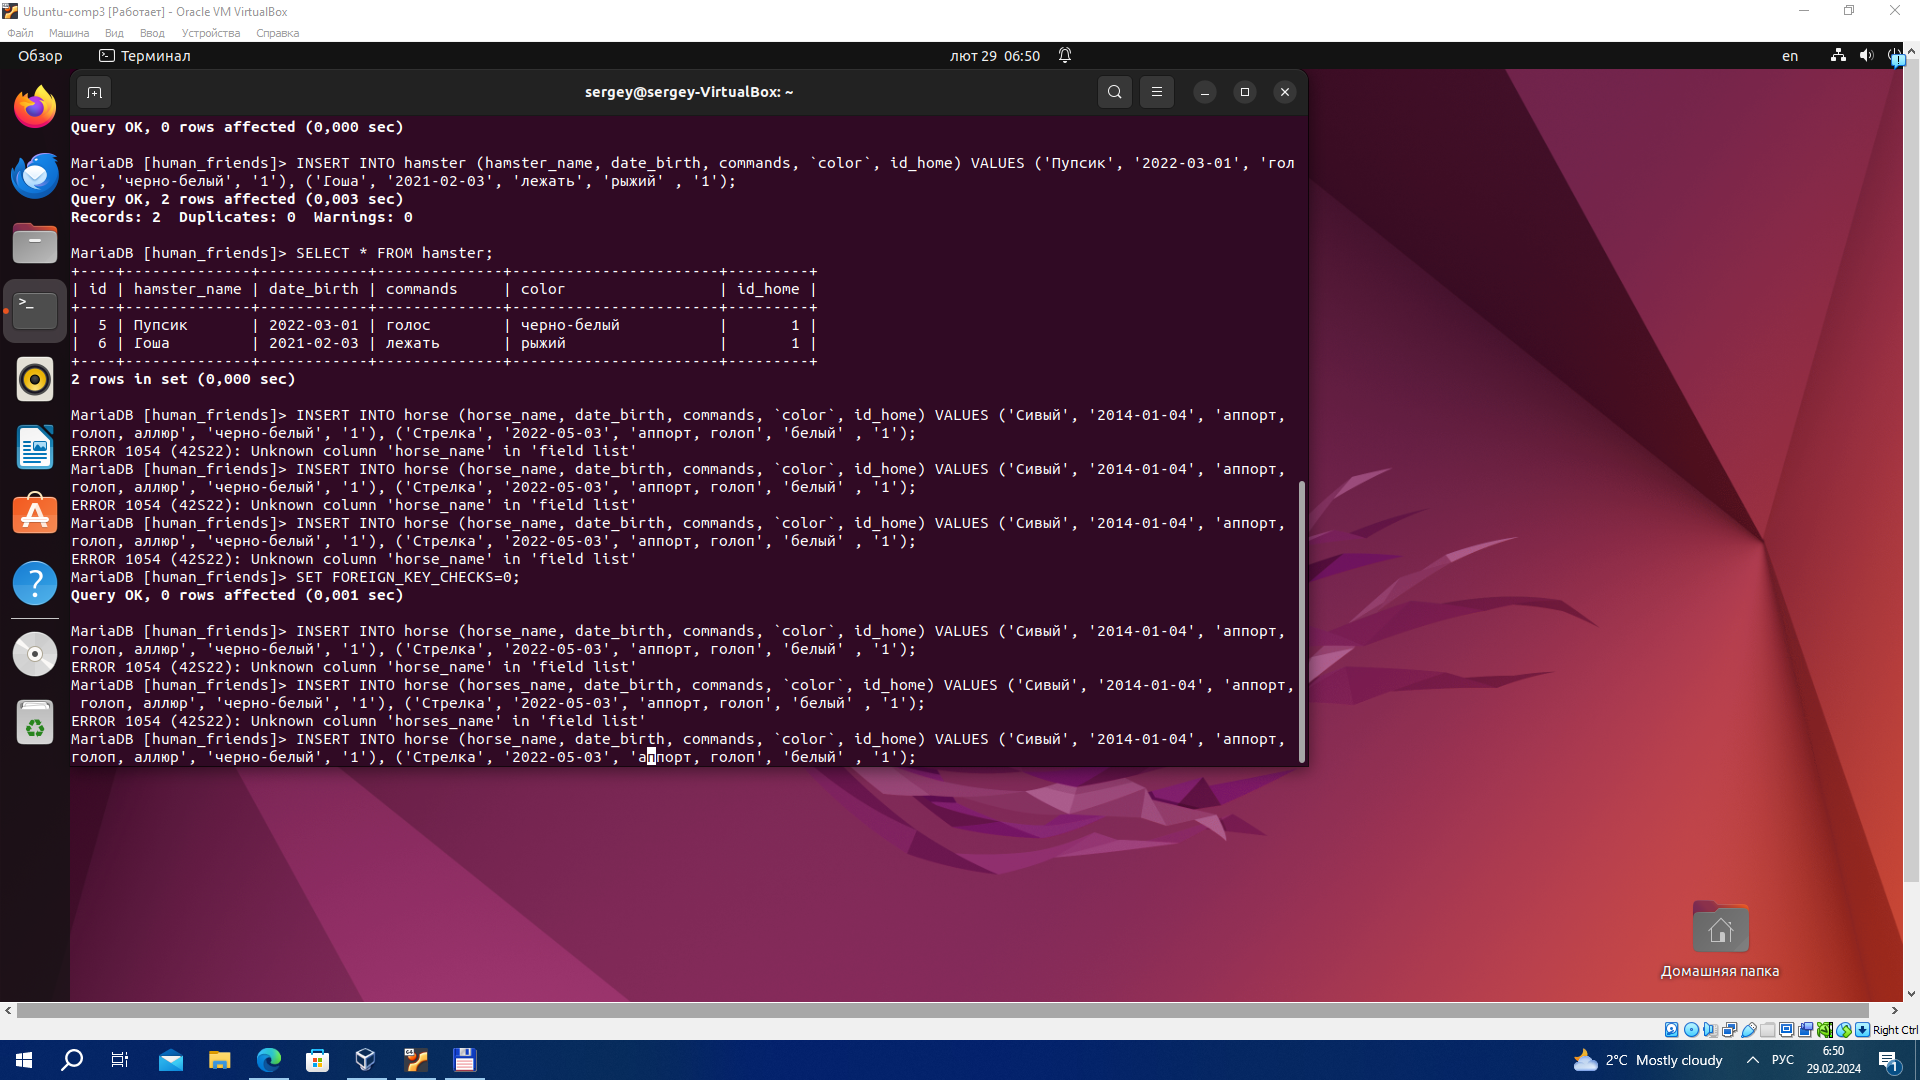 Ubuntu-comp3 [Работает] - Oracle VM VirtualBox
Файл Машина Вид Ввод Устройства Справка
Обзор Терминал лют 29 06:50 en
sergey@sergey-VirtualBox: ~
Query OK, 0 rows affected (0,000 sec)
MariaDB [human_friends]> INSERT INTO hamster (hamster_name, date_birth, commands, `color`, id_home) VALUES ('Пупсик', '2022-03-01', 'гол
ос', 'черно-белый', '1'), ('Гоша', '2021-02-03', 'лежать', 'рыжий' , '1');
Query OK, 2 rows affected (0,003 sec)
Records: 2  Duplicates: 0  Warnings: 0
MariaDB [human_friends]> SELECT * FROM hamster;
+----+--------------+------------+--------------+-----------------------+---------+
| id | hamster_name | date_birth | commands     | color                 | id_home |
+----+--------------+------------+--------------+-----------------------+---------+
|  5 | Пупсик       | 2022-03-01 | голос        | черно-белый           |       1 |
|  6 | Гоша         | 2021-02-03 | лежать       | рыжий                 |       1 |
+----+--------------+------------+--------------+-----------------------+---------+
2 rows in set (0,000 sec)
MariaDB [human_friends]> INSERT INTO horse (horse_name, date_birth, commands, `color`, id_home) VALUES ('Сивый', '2014-01-04', 'аппорт,
голоп, аллюр', 'черно-белый', '1'), ('Стрелка', '2022-05-03', 'аппорт, голоп', 'белый' , '1');
ERROR 1054 (42S22): Unknown column 'horse_name' in 'field list'
MariaDB [human_friends]> INSERT INTO horse (horse_name, date_birth, commands, `color`, id_home) VALUES ('Сивый', '2014-01-04', 'аппорт,
голоп, аллюр', 'черно-белый', '1'), ('Стрелка', '2022-05-03', 'аппорт, голоп', 'белый' , '1');
ERROR 1054 (42S22): Unknown column 'horse_name' in 'field list'
MariaDB [human_friends]> INSERT INTO horse (horse_name, date_birth, commands, `color`, id_home) VALUES ('Сивый', '2014-01-04', 'аппорт,
голоп, аллюр', 'черно-белый', '1'), ('Стрелка', '2022-05-03', 'аппорт, голоп', 'белый' , '1');
ERROR 1054 (42S22): Unknown column 'horse_name' in 'field list'
MariaDB [human_friends]> SET FOREIGN_KEY_CHECKS=0;
Query OK, 0 rows affected (0,001 sec)
MariaDB [human_friends]> INSERT INTO horse (horse_name, date_birth, commands, `color`, id_home) VALUES ('Сивый', '2014-01-04', 'аппорт,
голоп, аллюр', 'черно-белый', '1'), ('Стрелка', '2022-05-03', 'аппорт, голоп', 'белый' , '1');
ERROR 1054 (42S22): Unknown column 'horse_name' in 'field list'
MariaDB [human_friends]> INSERT INTO horse (horses_name, date_birth, commands, `color`, id_home) VALUES ('Сивый', '2014-01-04', 'аппорт,
 голоп, аллюр', 'черно-белый', '1'), ('Стрелка', '2022-05-03', 'аппорт, голоп', 'белый' , '1');
ERROR 1054 (42S22): Unknown column 'horses_name' in 'field list'
MariaDB [human_friends]> INSERT INTO horse (horse_name, date_birth, commands, `color`, id_home) VALUES ('Сивый', '2014-01-04', 'аппорт,
голоп, аллюр', 'черно-белый', '1'), ('Стрелка', '2022-05-03', 'аппорт, голоп', 'белый' , '1');
Домашняя папка
Right Ctrl
2°C Mostly cloudy РУС 6:50
29.02.2024
1